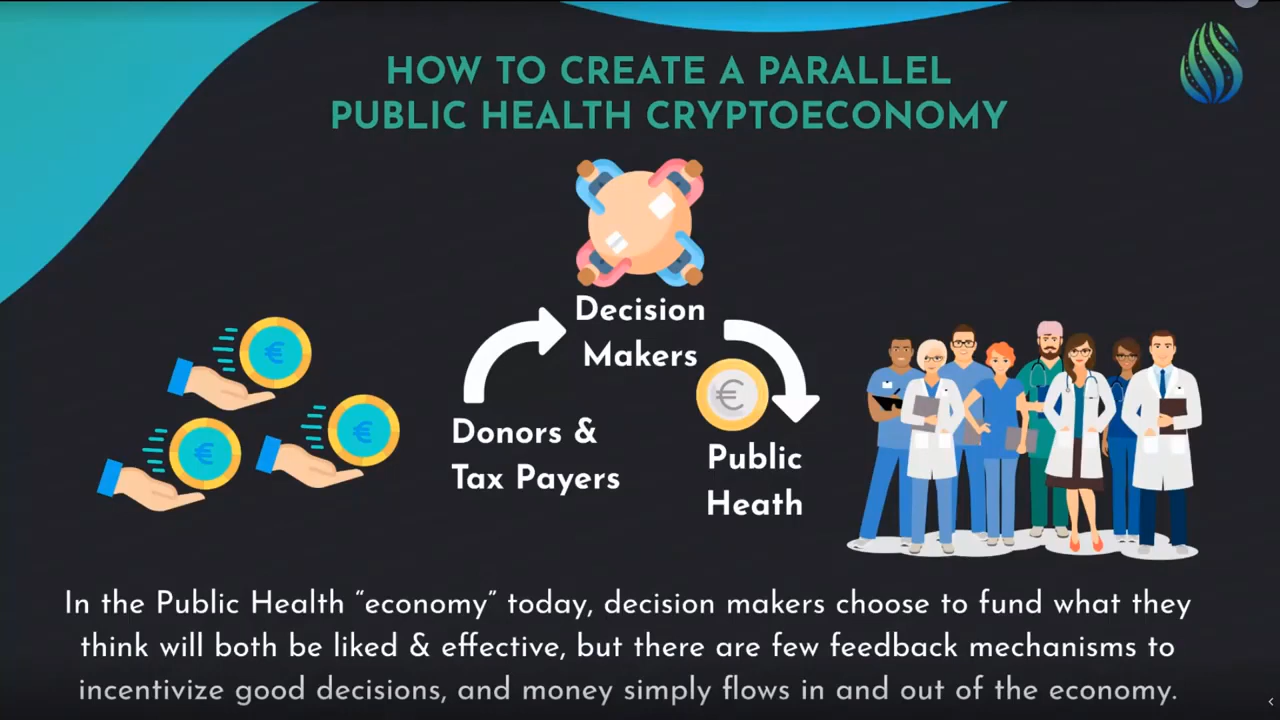 HOW TO CREATE A PARALLEL
PUBLIC HEALTH CRYPTOECONOMY
Decision
Makers
Donors &
Tax Payers
Public
Heath
€
€
€
€
In the Public Health “economy” today, decision makers choose to fund what they
think will both be liked & effective, but there are few feedback mechanisms to
incentivize good decisions, and money simply flows in and out of the economy.